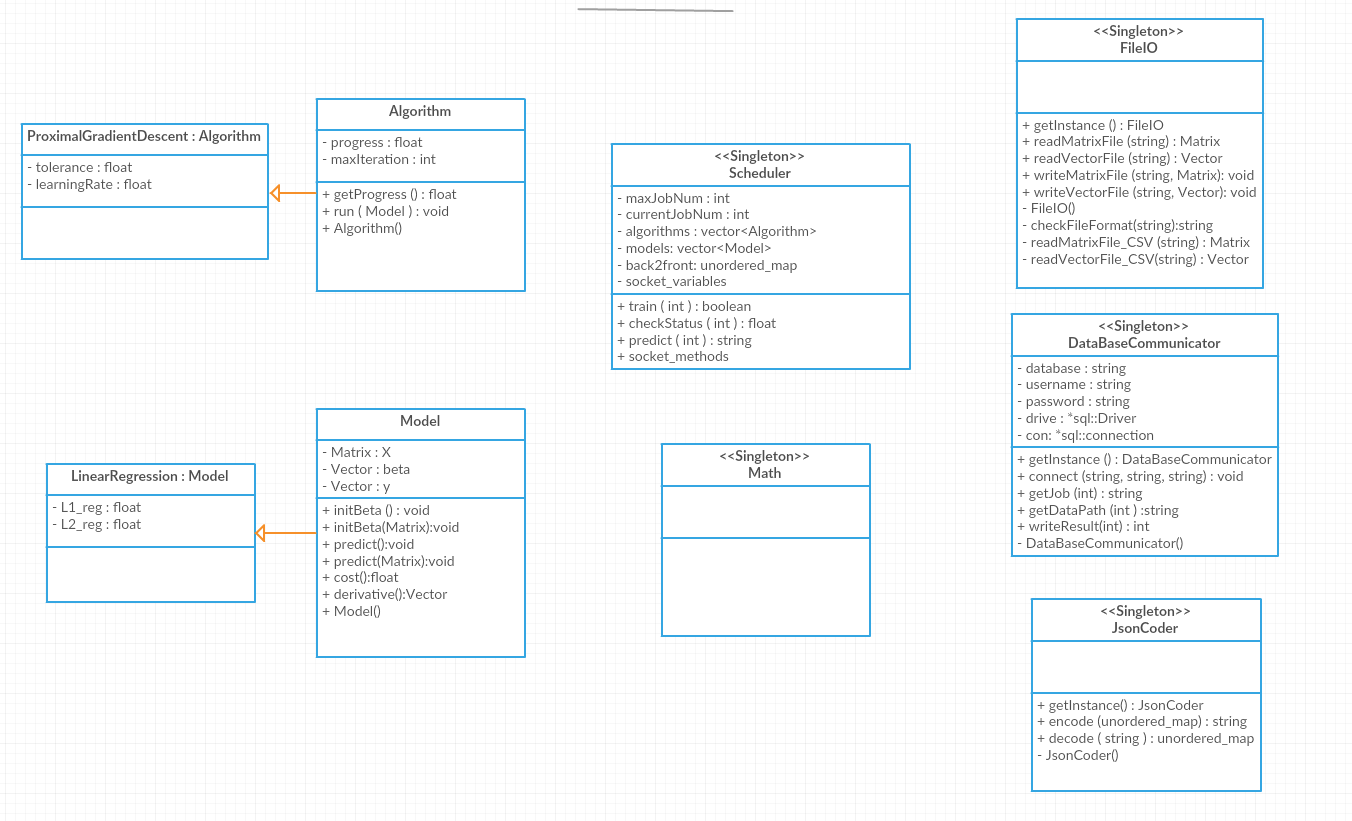 ProximalGradientDescent : Algorithm
- tolerance : float
- learningRate : float
Algorithm
- progress : float
- maxIteration : int
+ getProgress () : float
+ run ( Model ) : void
+ Algorithm()
LinearRegression : Model
- L1_reg : float
- L2_reg : float
Model
- Matrix : X
- Vector : beta
- Vector : y
+ initBeta () : void
+ initBeta(Matrix):void
+ predict():void
+ predict(Matrix):void
+ cost():float
+ derivative():Vector
+ Model()
<<Singleton>>
Scheduler
- maxJobNum : int
- currentJobNum : int
- algorithms : vector<Algorithm>
- models: vector<Model>
- back2front: unordered_map
- socket_variables
+ train ( int ) : boolean
+ checkStatus ( int ) : float
+ predict ( int ) : string
+ socket_methods
<<Singleton>>
Math
<<Singleton>>
FileIO
+ getInstance () : FileIO
+ readMatrixFile (string) : Matrix
+ readVectorFile (string) : Vector
+ writeMatrixFile (string, Matrix): void
+ writeVectorFile (string, Vector): void
- FileIO()
- checkFileFormat(string):string
- readMatrixFile_CSV (string) : Matrix
- readVectorFile_CSV(string) : Vector
<<Singleton>>
DataBaseCommunicator
- database : string
- username : string
- password : string
- drive : *sql::Driver
- con: *sql::connection
+ getInstance () : DataBaseCommunicator
+ connect (string, string, string) : void
+ getJob (int) : string
+ getDataPath (int ) :string
+ writeResult(int) : int
- DataBaseCommunicator()
<<Singleton>>
JsonCoder
+ getInstance() : JsonCoder
+ encode (unordered_map) : string
+ decode ( string ) : unordered_map
- JsonCoder()